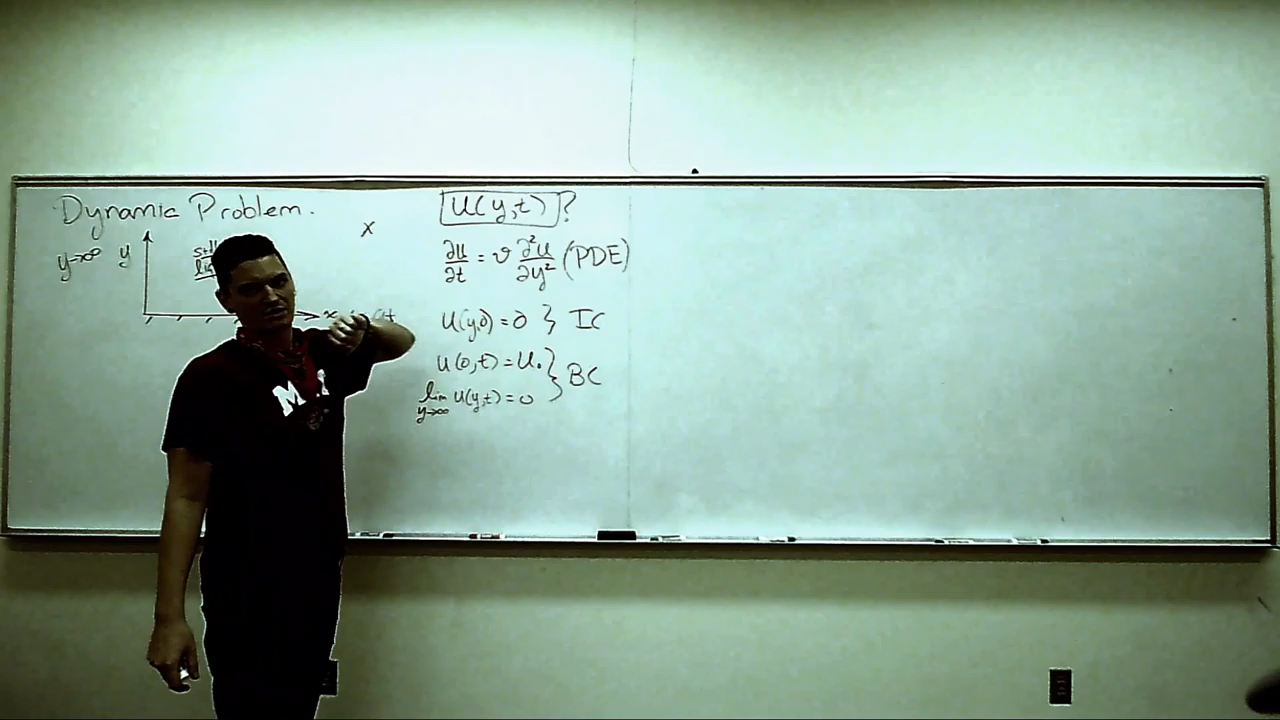 Dynamic Problem.
y→∞ y
x
x
U(y,t) ?
∂u/∂t = ν ∂²u/∂y² (PDE)
u(y,0) = 0 } IC
u(0,t) = U₀ } BC
lim y→∞ u(y,t) = 0
M